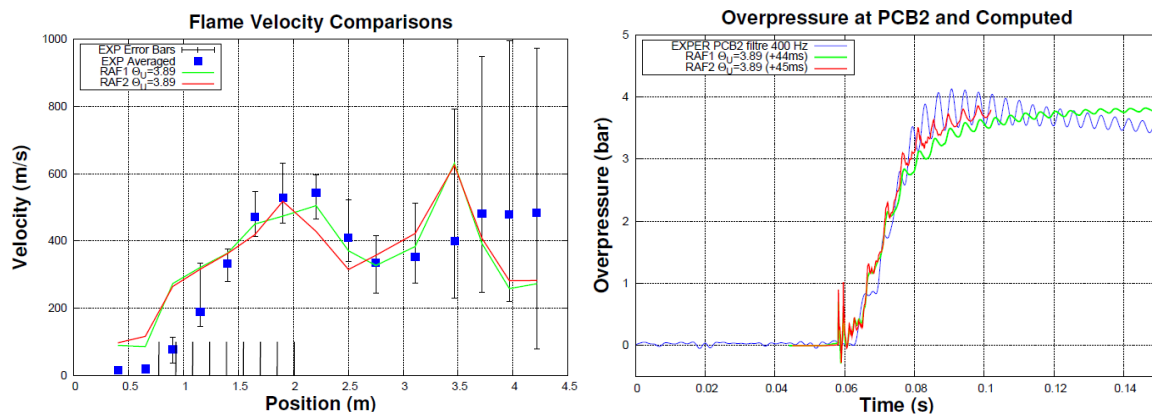 Flame Velocity Comparisons
EXP Error Bars
EXP Averaged
RAF1 ΘU=3.89
RAF2 ΘU=3.89
Velocity (m/s)
1000
800
600
400
200
0
0 0.5 1 1.5 2 2.5 3 3.5 4 4.5
Position (m)
Overpressure at PCB2 and Computed
EXPER PCB2 filtre 400 Hz
RAF1 ΘU=3.89 (+44ms)
RAF2 ΘU=3.89 (+45ms)
Overpressure (bar)
5
4
3
2
1
0
0 0.02 0.04 0.06 0.08 0.1 0.12 0.14
Time (s)